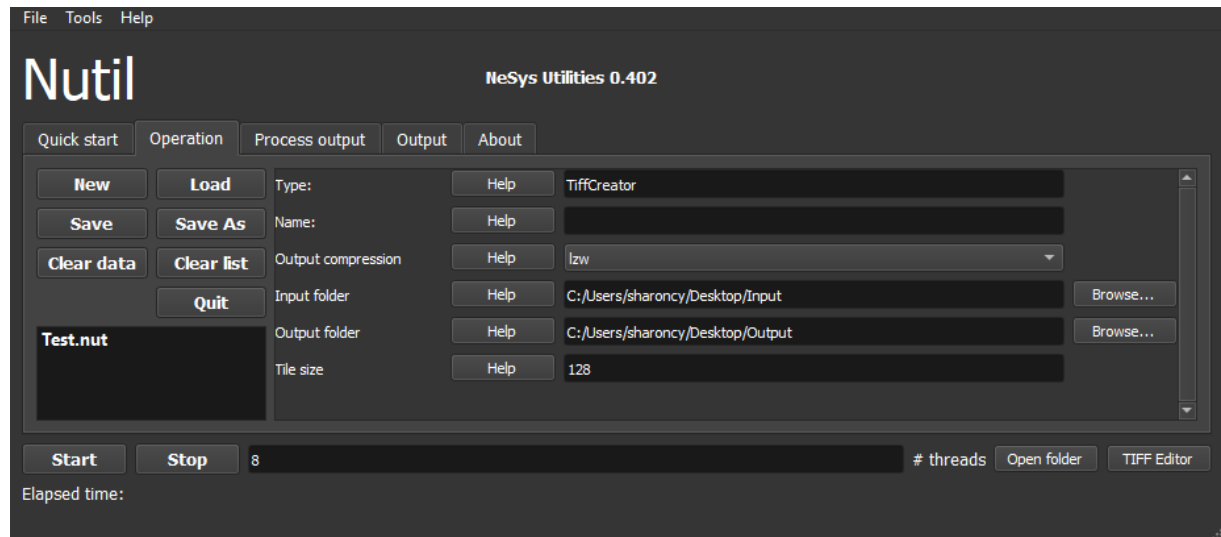 File Tools Help
Nutil
NeSys Utilities 0.402
Quick start Operation Process output Output About
New Load Type: Help TiffCreator
Save Save As Name: Help
Clear data Clear list Output compression Help lzw
Quit Input folder Help C:/Users/sharoncy/Desktop/Input Browse...
Test.nut Output folder Help C:/Users/sharoncy/Desktop/Output Browse...
Tile size Help 128
Start Stop 8 # threads Open folder TIFF Editor
Elapsed time: